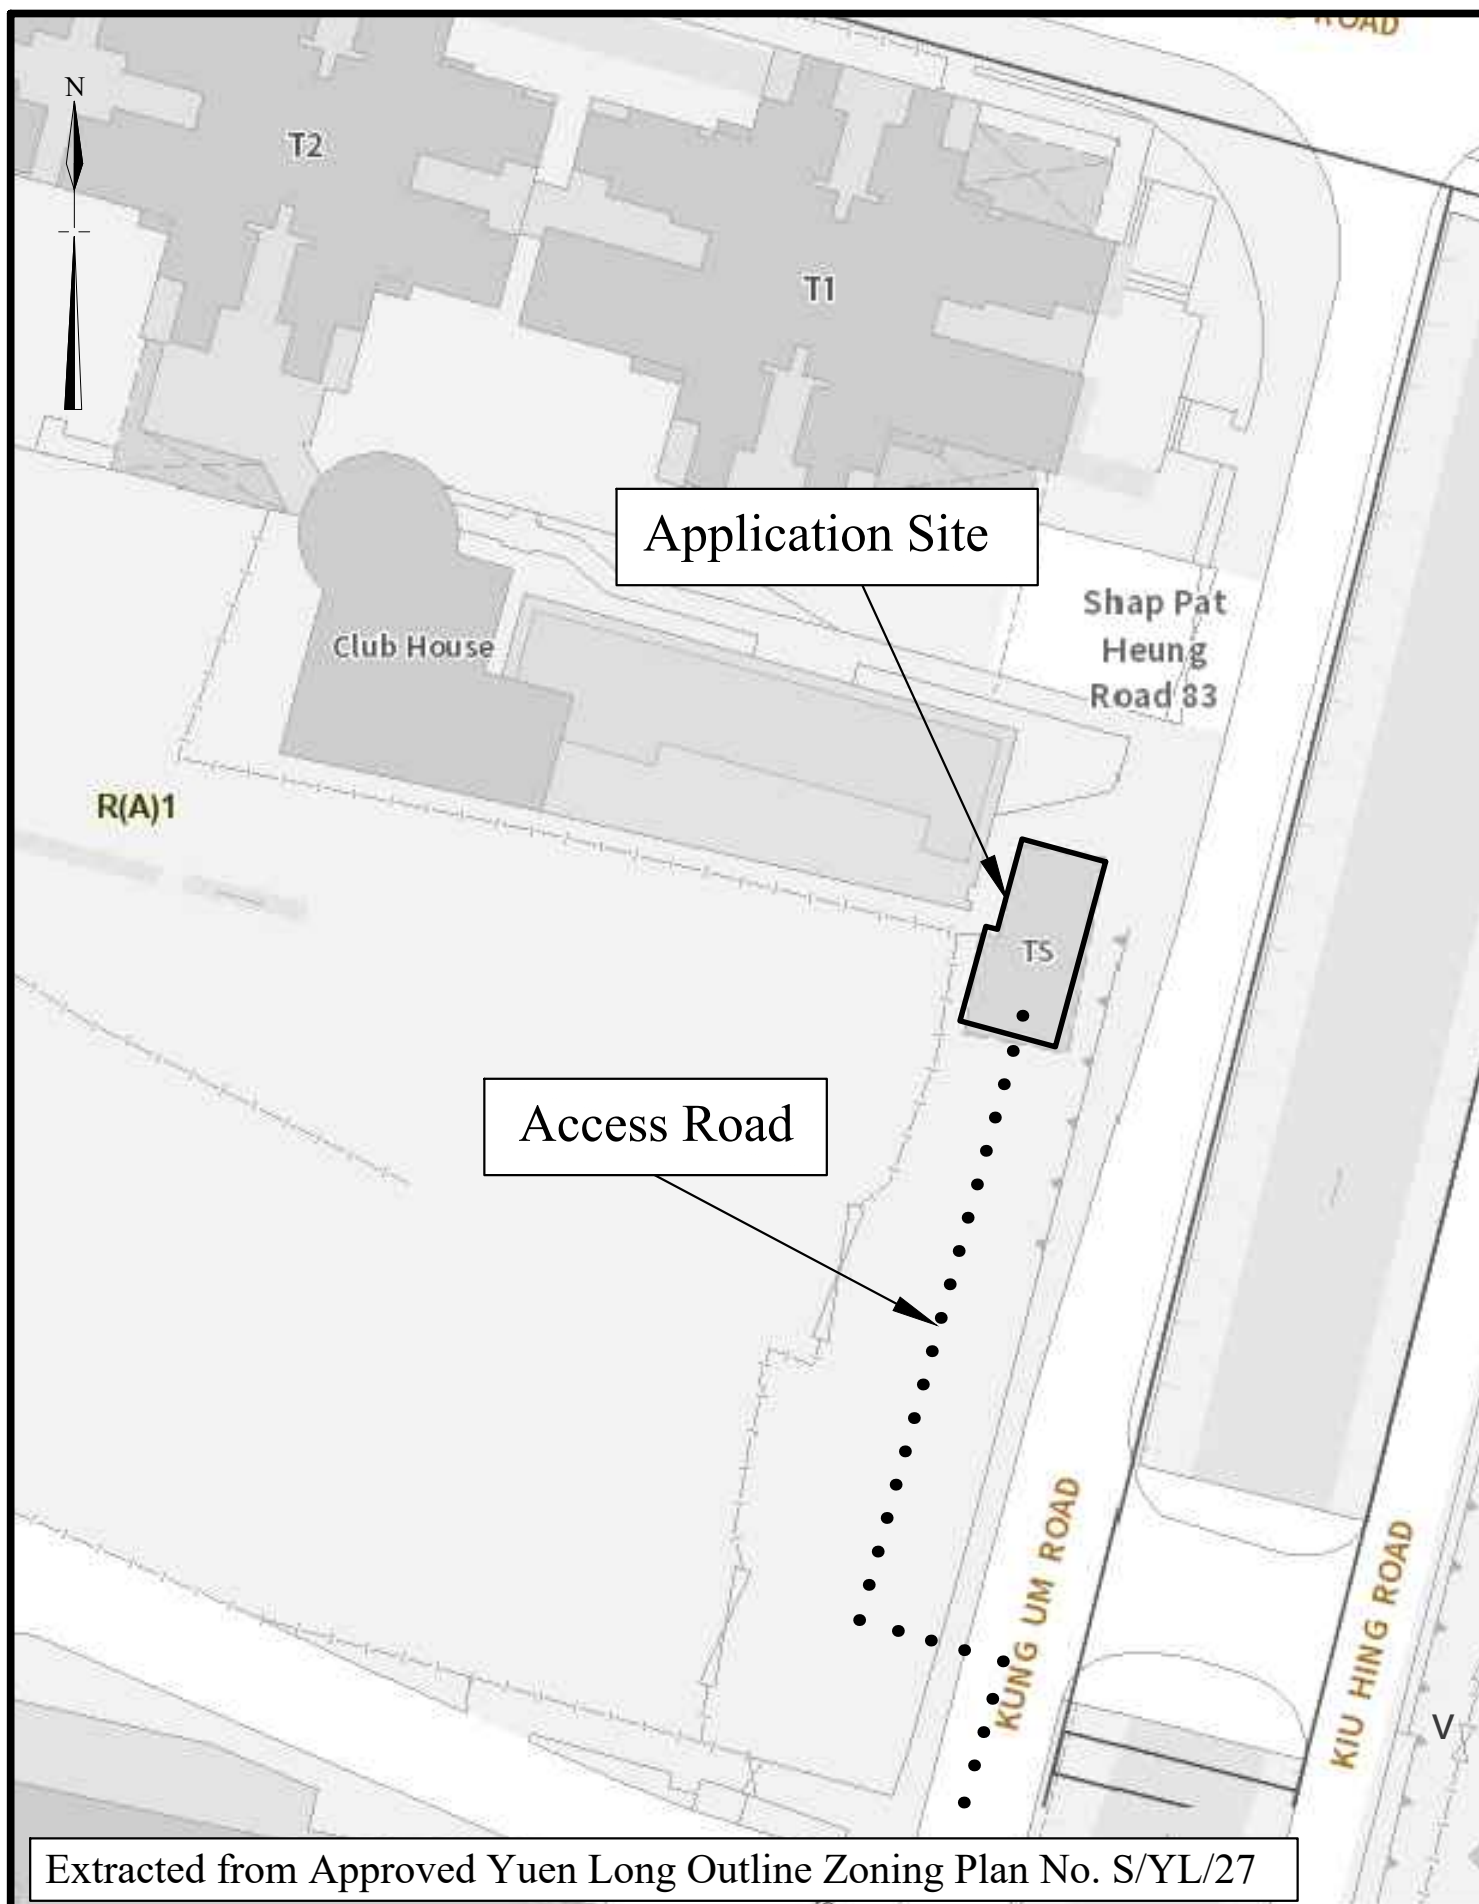 ROAD
N
T2
T1
Application Site
Shap Pat
Heung
Road 83
Club House
R(A)1
TS
Access Road
KUNG UM ROAD
KIU HING ROAD
V
Extracted from Approved Yuen Long Outline Zoning Plan No. S/YL/27